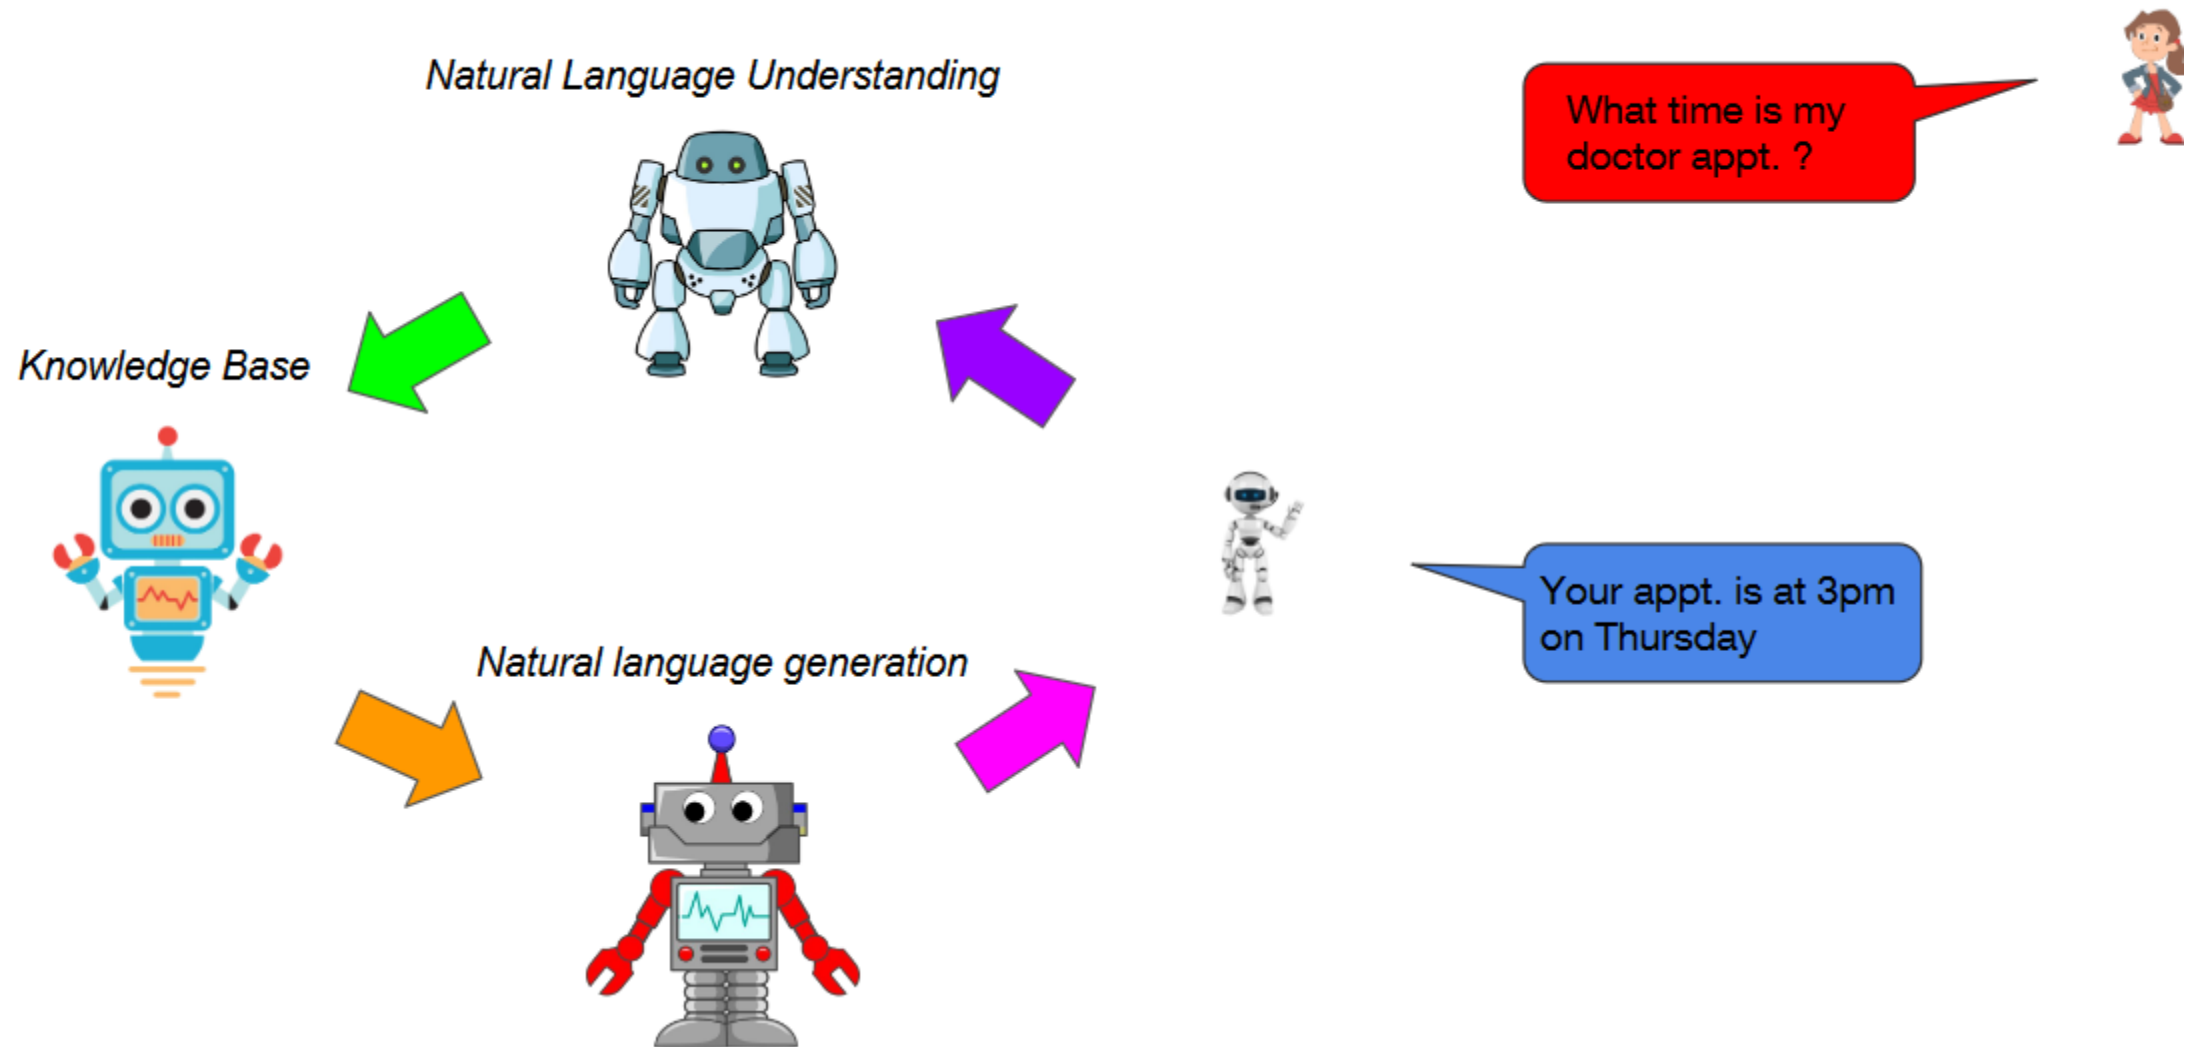 Natural Language Understanding
What time is my
doctor appt. ?
Knowledge Base
Your appt. is at 3pm
on Thursday
Natural language generation